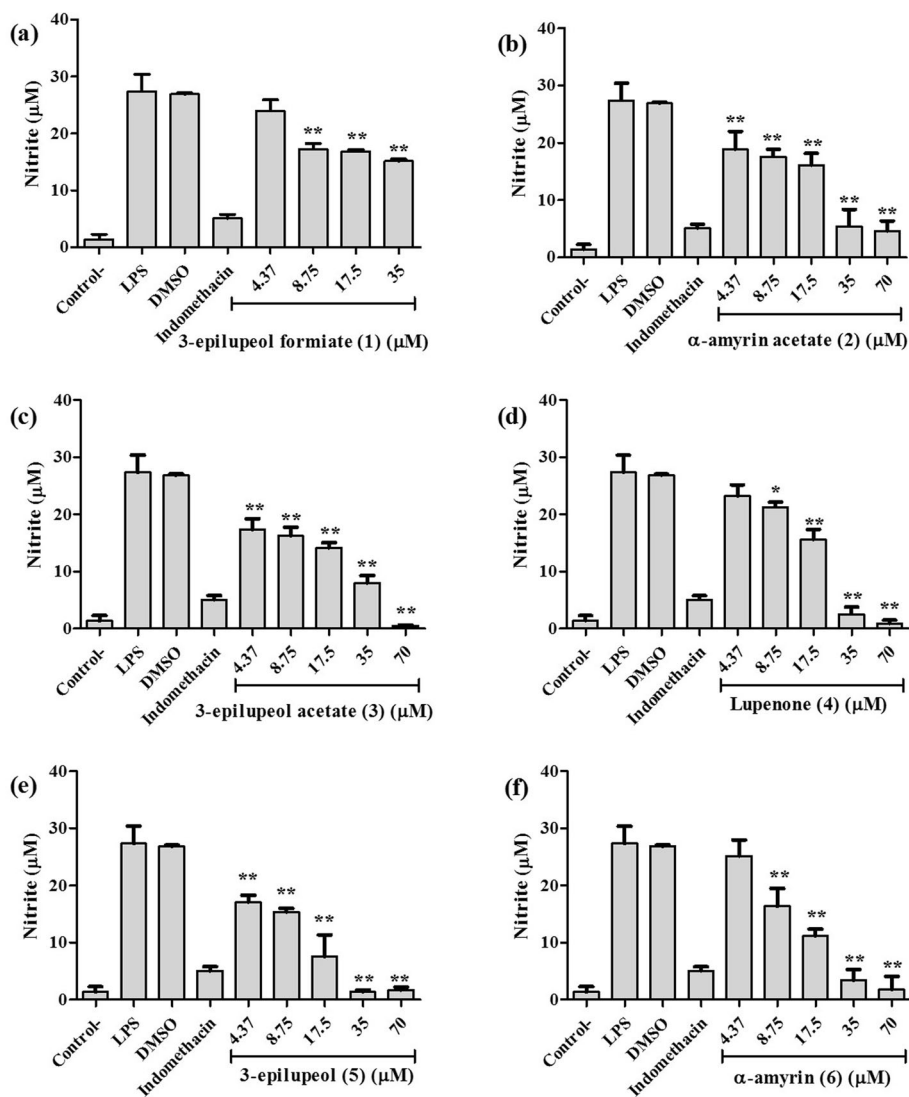 (a)
40
30
20
10
0
Nitrite (µM)
** ** **
Control-
LPS
DMSO
Indomethacin
4.37
8.75
17.5
35
3-epilupeol formiate (1) (µM)
(b)
40
30
20
10
0
Nitrite (µM)
** ** ** ** **
Control-
LPS
DMSO
Indomethacin
4.37
8.75
17.5
35
70
α-amyrin acetate (2) (µM)
(c)
40
30
20
10
0
Nitrite (µM)
** ** ** ** **
Control-
LPS
DMSO
Indomethacin
4.37
8.75
17.5
35
70
3-epilupeol acetate (3) (µM)
(d)
40
30
20
10
0
Nitrite (µM)
* ** ** **
Control-
LPS
DMSO
Indomethacin
4.37
8.75
17.5
35
70
Lupenone (4) (µM)
(e)
40
30
20
10
0
Nitrite (µM)
** ** ** ** **
Control-
LPS
DMSO
Indomethacin
4.37
8.75
17.5
35
70
3-epilupeol (5) (µM)
(f)
40
30
20
10
0
Nitrite (µM)
** ** ** **
Control-
LPS
DMSO
Indomethacin
4.37
8.75
17.5
35
70
α-amyrin (6) (µM)